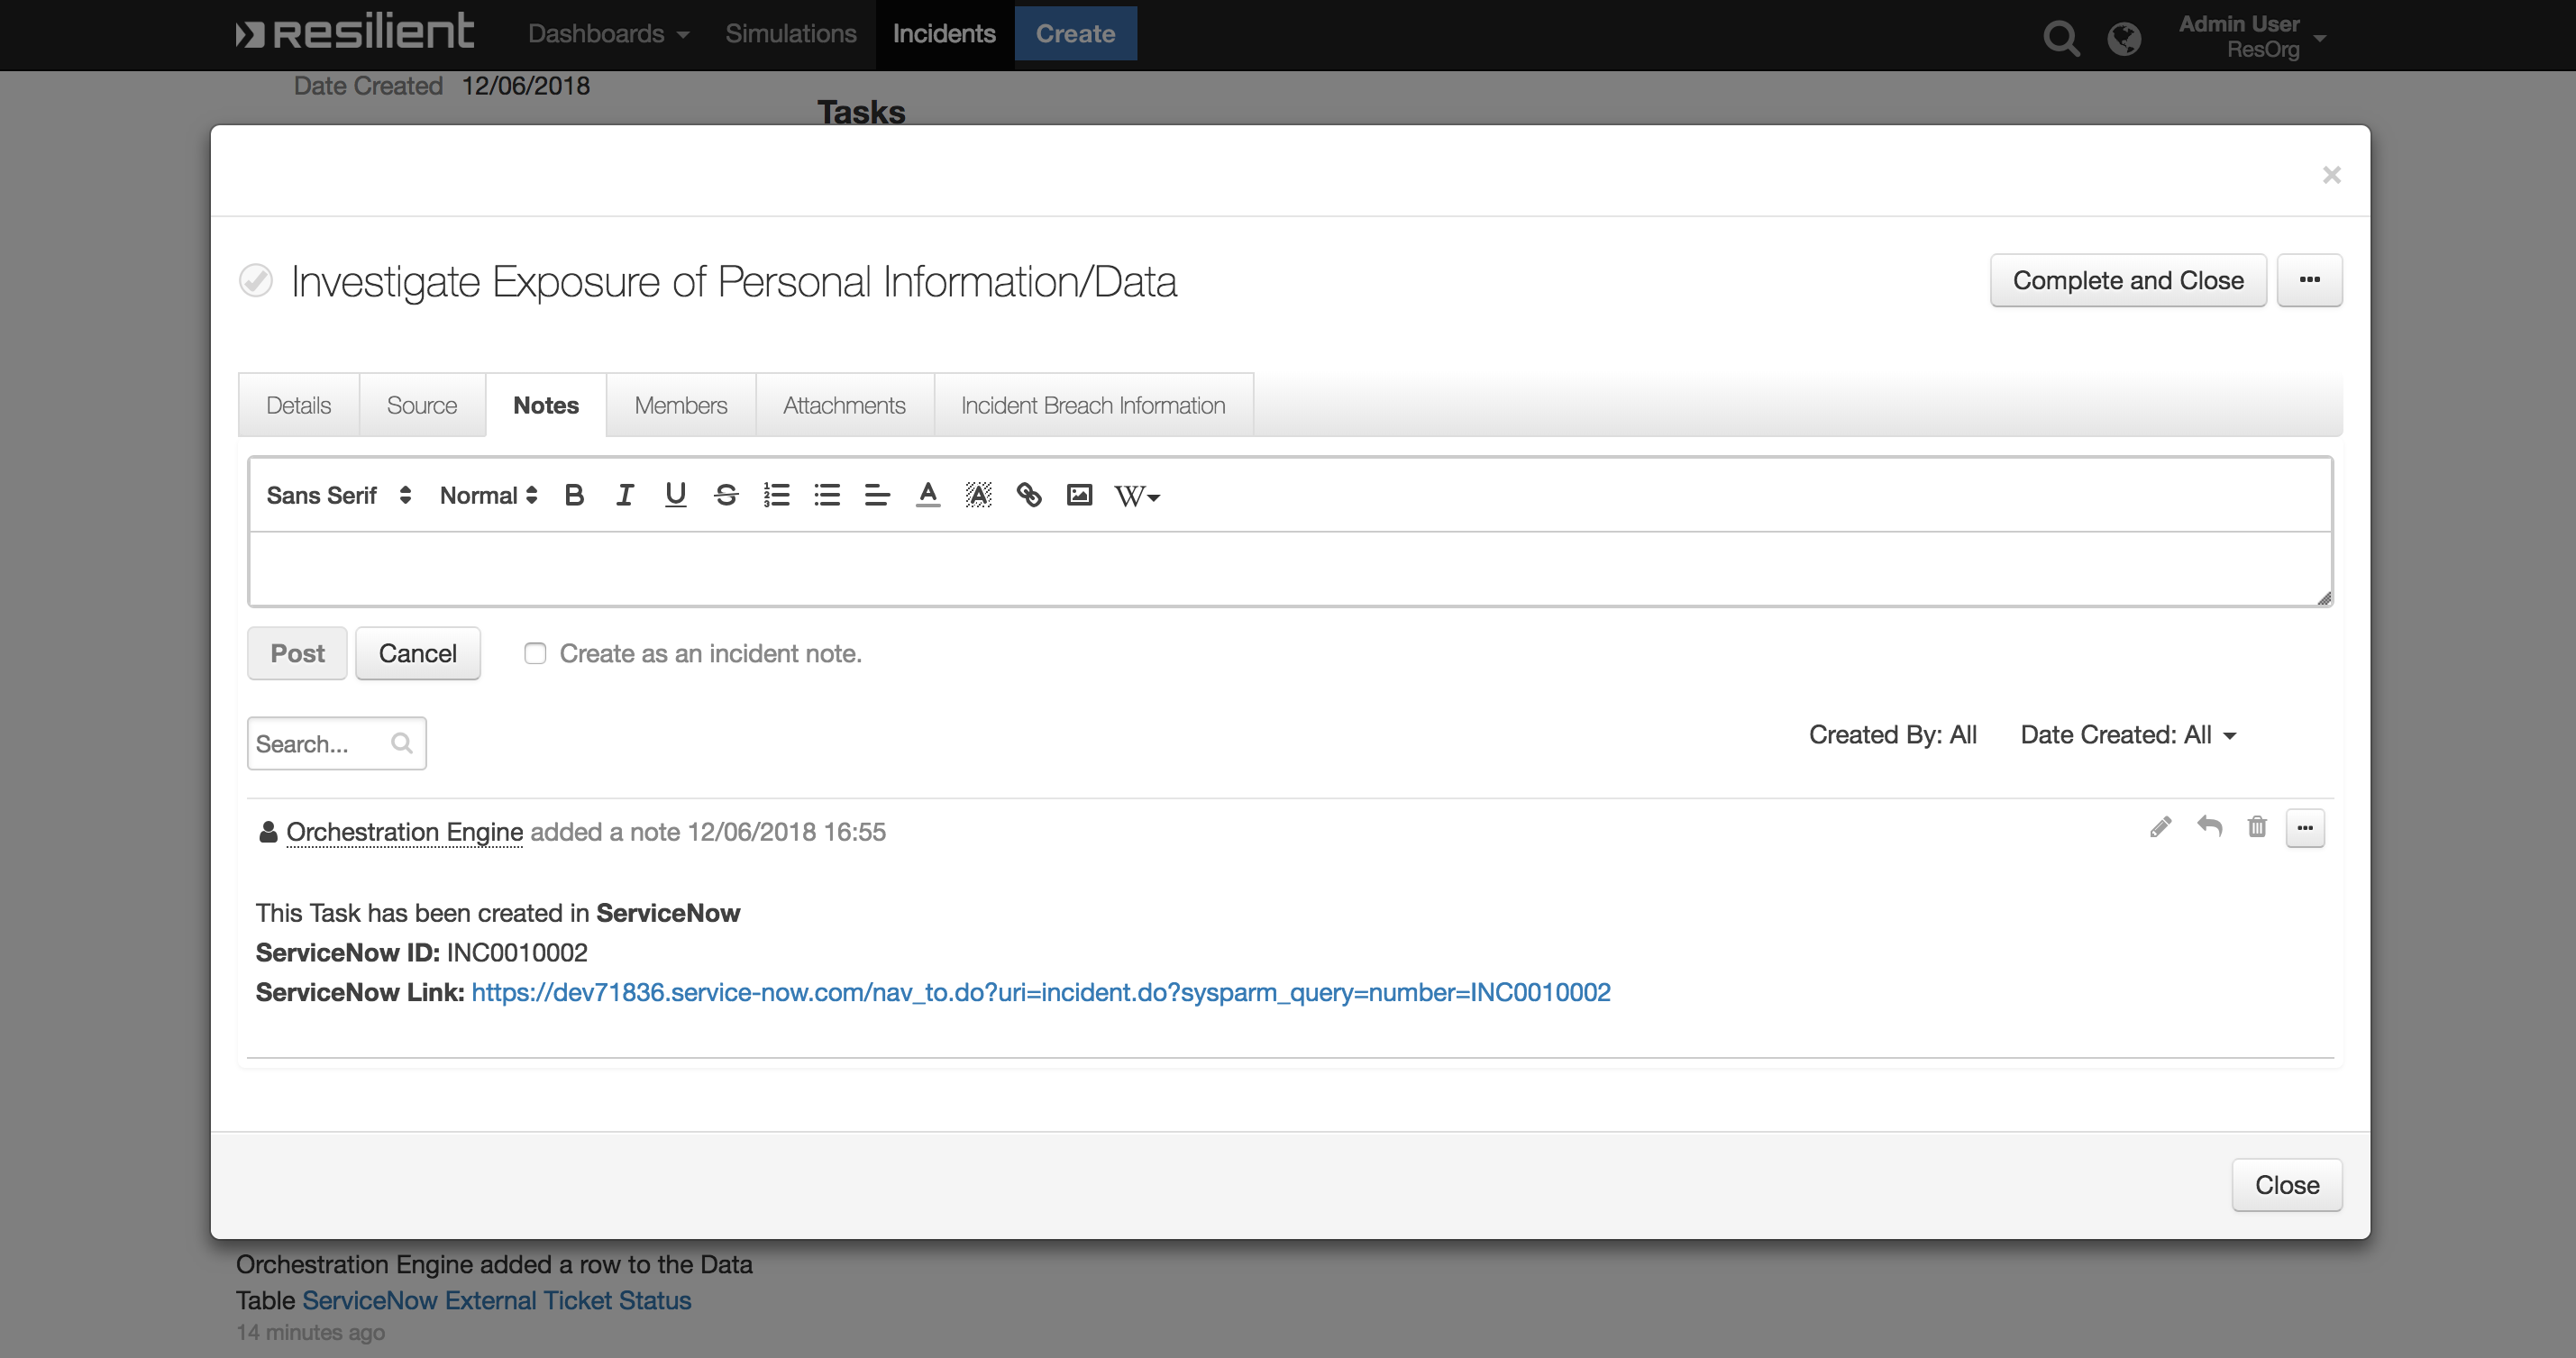 Resilient Dashboards Simulations Incidents Create Admin User
ResOrg
Date Created 12/06/2018
Tasks
×
Investigate Exposure of Personal Information/Data Complete and Close ...
Details Source Notes Members Attachments Incident Breach Information
Sans Serif Normal B I U S A A W
Post Cancel Create as an incident note.
Search... Created By: All Date Created: All
Orchestration Engine added a note 12/06/2018 16:55 ...
This Task has been created in ServiceNow
ServiceNow ID: INC0010002
ServiceNow Link: https://dev71836.service-now.com/nav_to.do?uri=incident.do?sysparm_query=number=INC0010002
Close
Orchestration Engine added a row to the Data
Table ServiceNow External Ticket Status
14 minutes ago